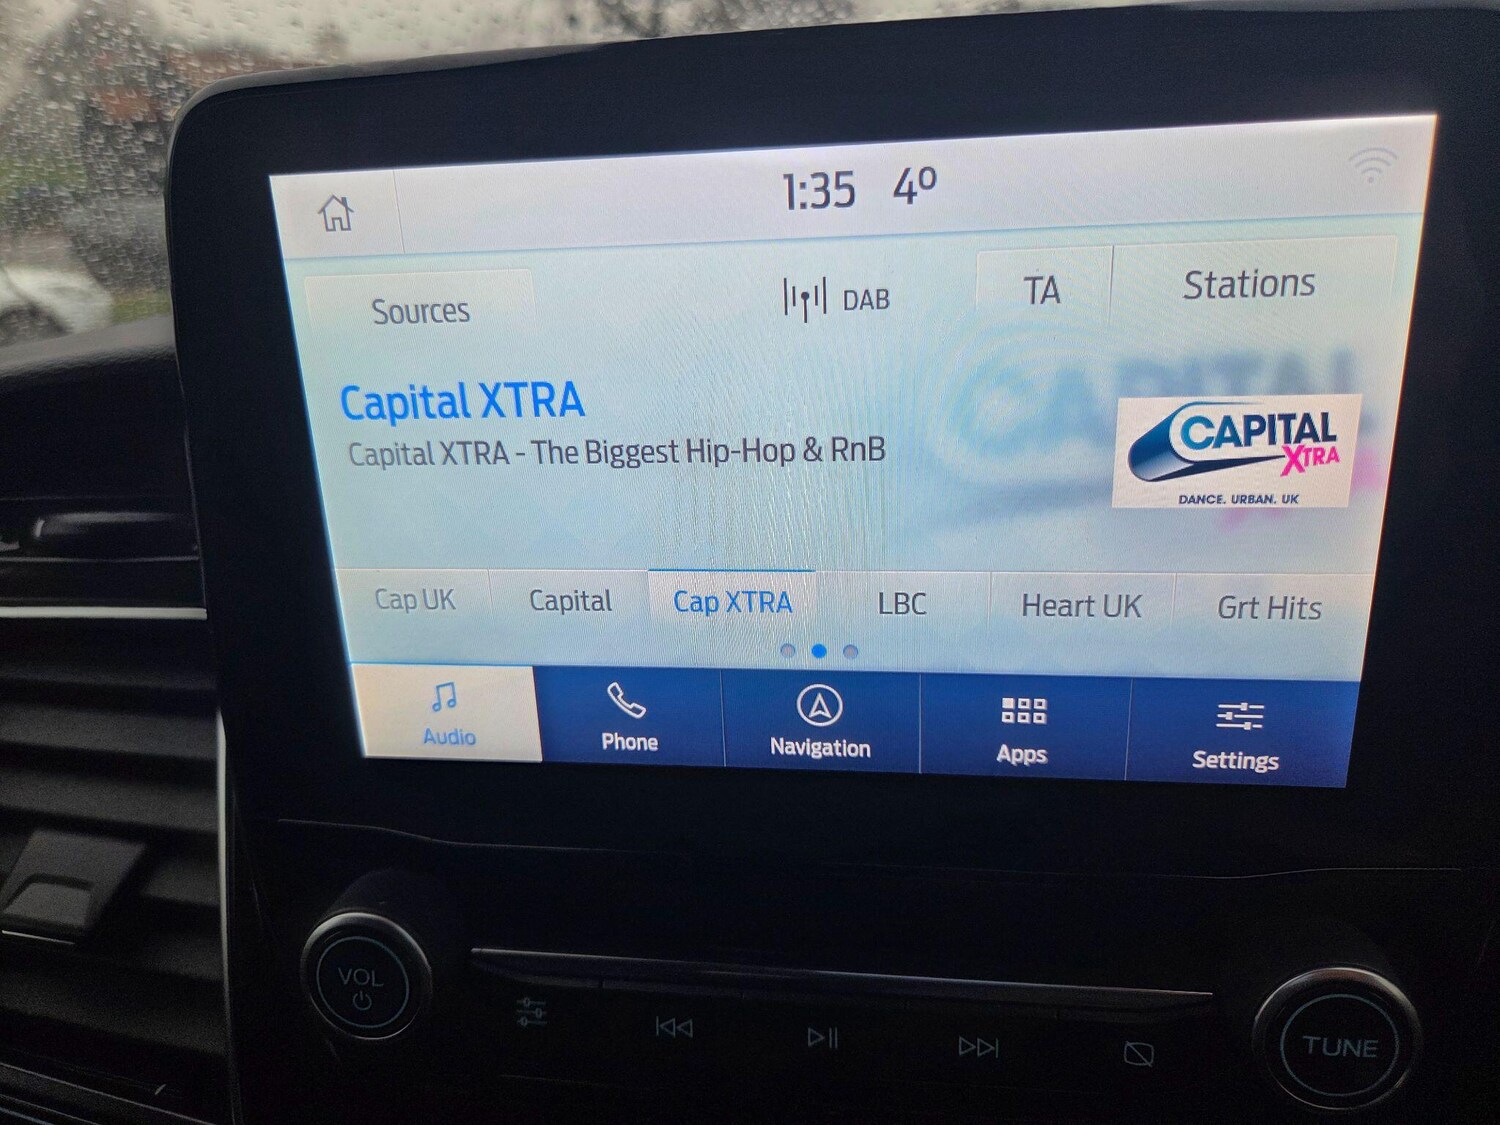 1:35 4º
Sources DAB TA Stations
Capital XTRA
Capital XTRA - The Biggest Hip-Hop & RnB
CAPITAL
XTRA
DANCE. URBAN. UK
Cap UK Capital Cap XTRA LBC Heart UK Grt Hits
Audio Phone Navigation Apps Settings
VOL
TUNE